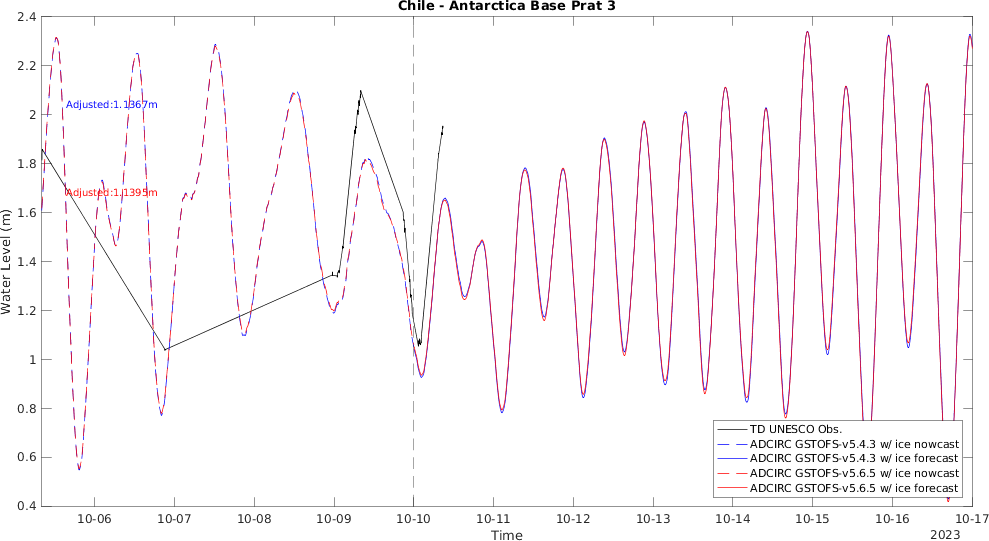 Chile - Antarctica Base Prat 3
2.4
2.2
2
1.8
1.6
1.4
1.2
1
0.8
0.6
0.4
Water Level (m)
Adjusted:1.1367m
Adjusted:1.1395m
TD UNESCO Obs.
ADCIRC GSTOFS-v5.4.3 w/ ice nowcast
ADCIRC GSTOFS-v5.4.3 w/ ice forecast
ADCIRC GSTOFS-v5.6.5 w/ ice nowcast
ADCIRC GSTOFS-v5.6.5 w/ ice forecast
10-06 10-07 10-08 10-09 10-10 10-11 10-12 10-13 10-14 10-15 10-16 10-17
Time
2023